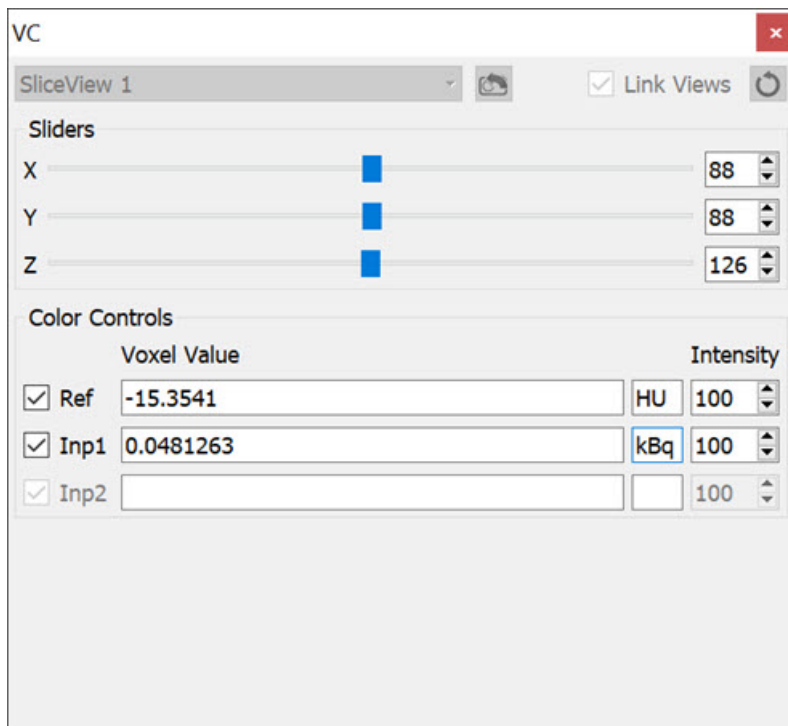 VC
SliceView 1 Link Views
Sliders
X 88
Y 88
Z 126
Color Controls
Voxel Value Intensity
Ref -15.3541 HU 100
Inp1 0.0481263 kBq 100
Inp2 100